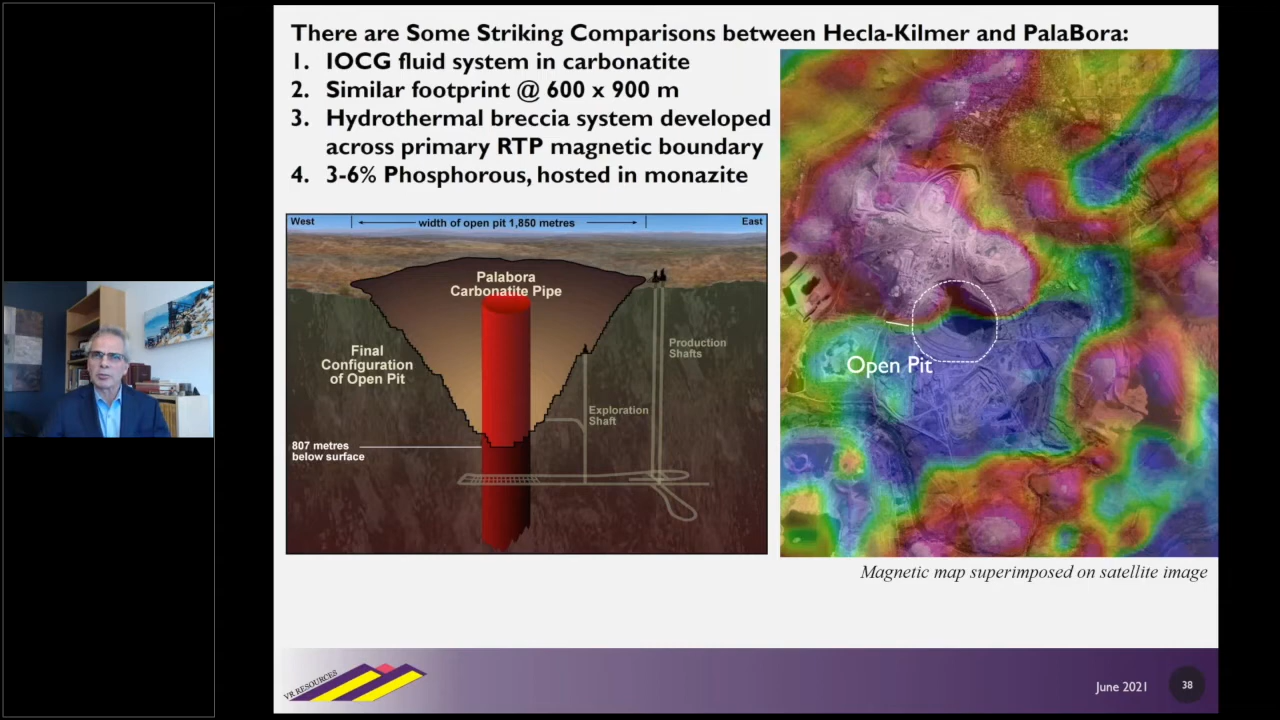 There are Some Striking Comparisons between Hecla-Kilmer and PalaBora:
1. IOCG fluid system in carbonatite
2. Similar footprint @ 600 x 900 m
3. Hydrothermal breccia system developed
across primary RTP magnetic boundary
4. 3-6% Phosphorous, hosted in monazite
West
width of open pit 1,850 metres
East
Palabora
Carbonatite Pipe
Final
Configuration
of Open Pit
Production
Shafts
Exploration
Shaft
807 metres
below surface
Open Pit
Magnetic map superimposed on satellite image
VR RESOURCES
June 2021
38